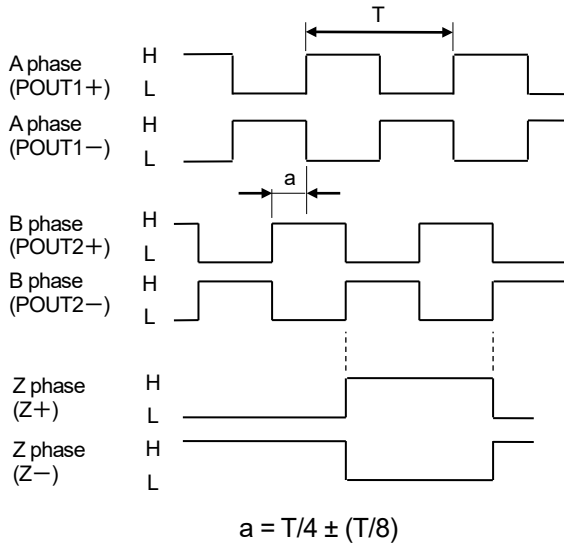 T
A phase
(POUT1+)
H
L
A phase
(POUT1−)
H
L
a
B phase
(POUT2+)
H
L
B phase
(POUT2−)
H
L
Z phase
(Z+)
H
L
Z phase
(Z−)
H
L
a = T/4 ± (T/8)